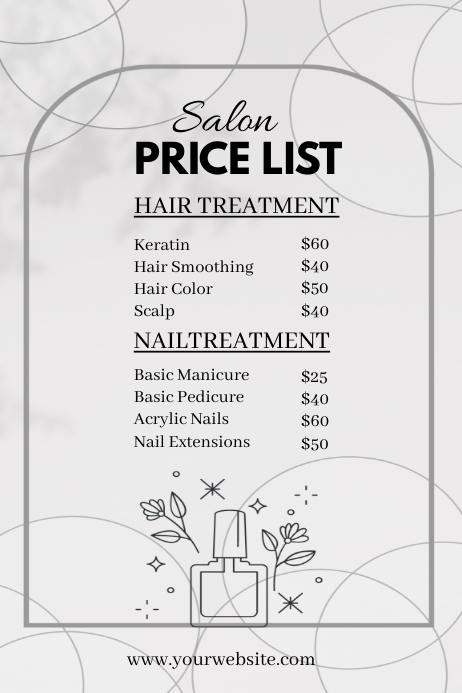 Salon
PRICE LIST
HAIR TREATMENT
Keratin $60
Hair Smoothing $40
Hair Color $50
Scalp $40
NAILTREATMENT
Basic Manicure $25
Basic Pedicure $40
Acrylic Nails $60
Nail Extensions $50
www.yourwebsite.com